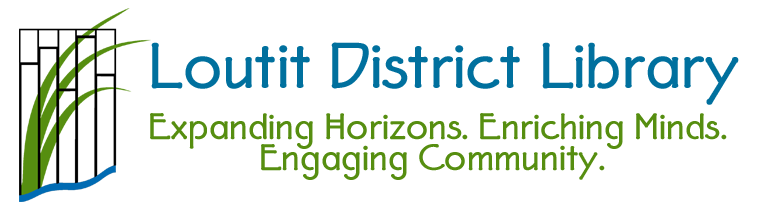 Loutit District Library
Expanding Horizons. Enriching Minds.
Engaging Community.